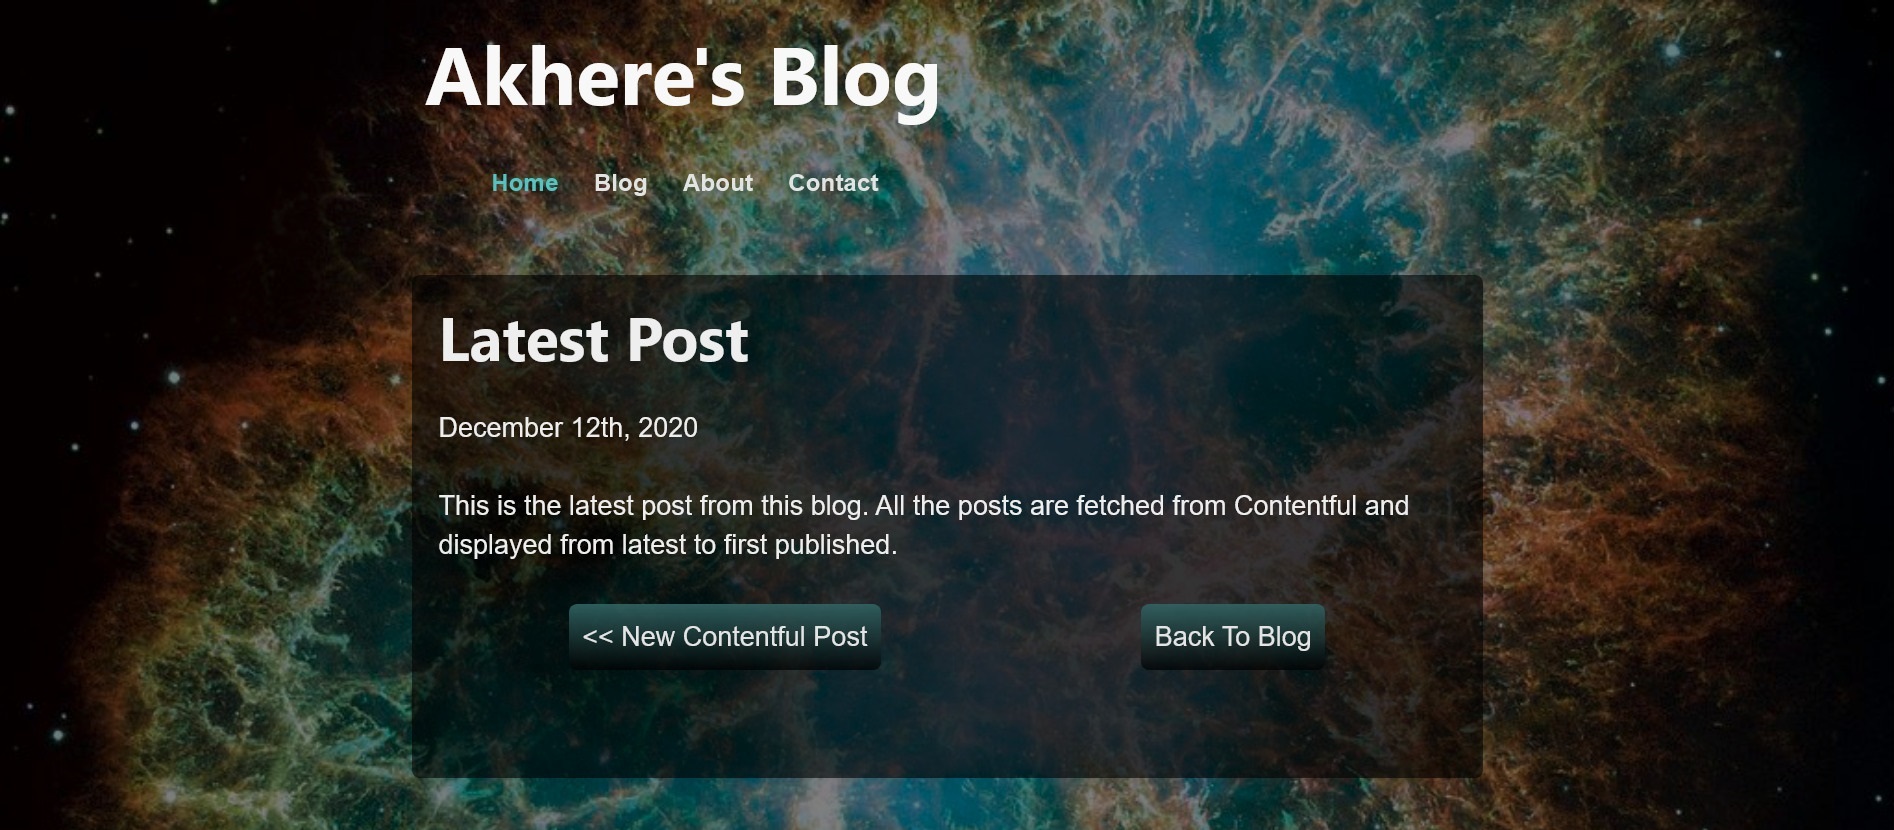 Akhere's Blog
Home Blog About Contact
Latest Post
December 12th, 2020
This is the latest post from this blog. All the posts are fetched from Contentful and
displayed from latest to first published.
<< New Contentful Post Back To Blog